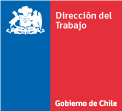 Dirección del
Trabajo
Gobierno de Chile